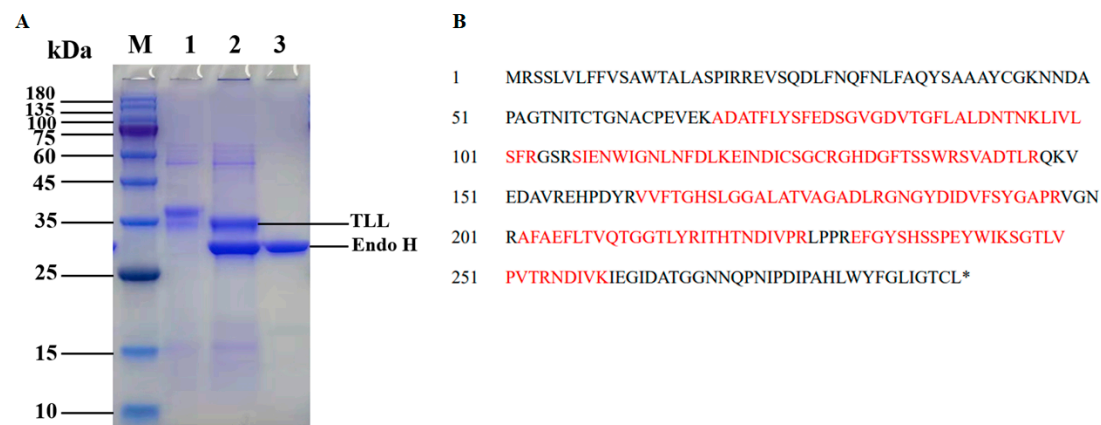 A
kDa M 1 2 3
180
135
100
75
60
45
35
25
15
10
TLL
Endo H
B
1 MRSSLVLFFVSAWTALASPIRREVSQDLFNQFNLFAQYSAAAYCGKNNDA
51 PAGTNITCTGNACPEVEKADATFLYSFEDSGVGDVTGFLALDNTNKLIVL
101 SFRGSRSIENWIGNLNFDLKEINDICSGCRGHDGFTSSWRSVADTLRQKV
151 EDAVREHPDYRVVFTGHSLGGALATVAGADLRGNGYDIDVFSYGAPRVGN
201 RAFAEFLTVQTGGTLYRITHTNDIVPRLPPREFGYSHSSPEYWIKSGTLV
251 PVTRNDIVKIEGIDATGGNNQPNIPDIPAHLWYFGLIGTCL*